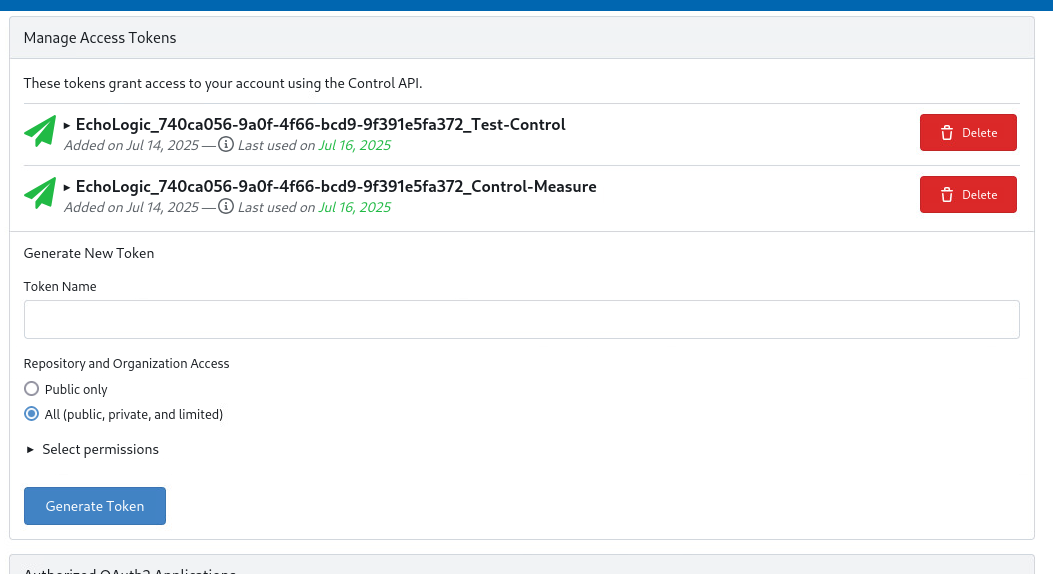 Manage Access Tokens
These tokens grant access to your account using the Control API.
EchoLogic_740ca056-9a0f-4f66-bcd9-9f391e5fa372_Test-Control
Delete
Added on Jul 14, 2025 — Last used on Jul 16, 2025
EchoLogic_740ca056-9a0f-4f66-bcd9-9f391e5fa372_Control-Measure
Delete
Added on Jul 14, 2025 — Last used on Jul 16, 2025
Generate New Token
Token Name
Repository and Organization Access
Public only
All (public, private, and limited)
Select permissions
Generate Token
Authorized OAuth2 Applications